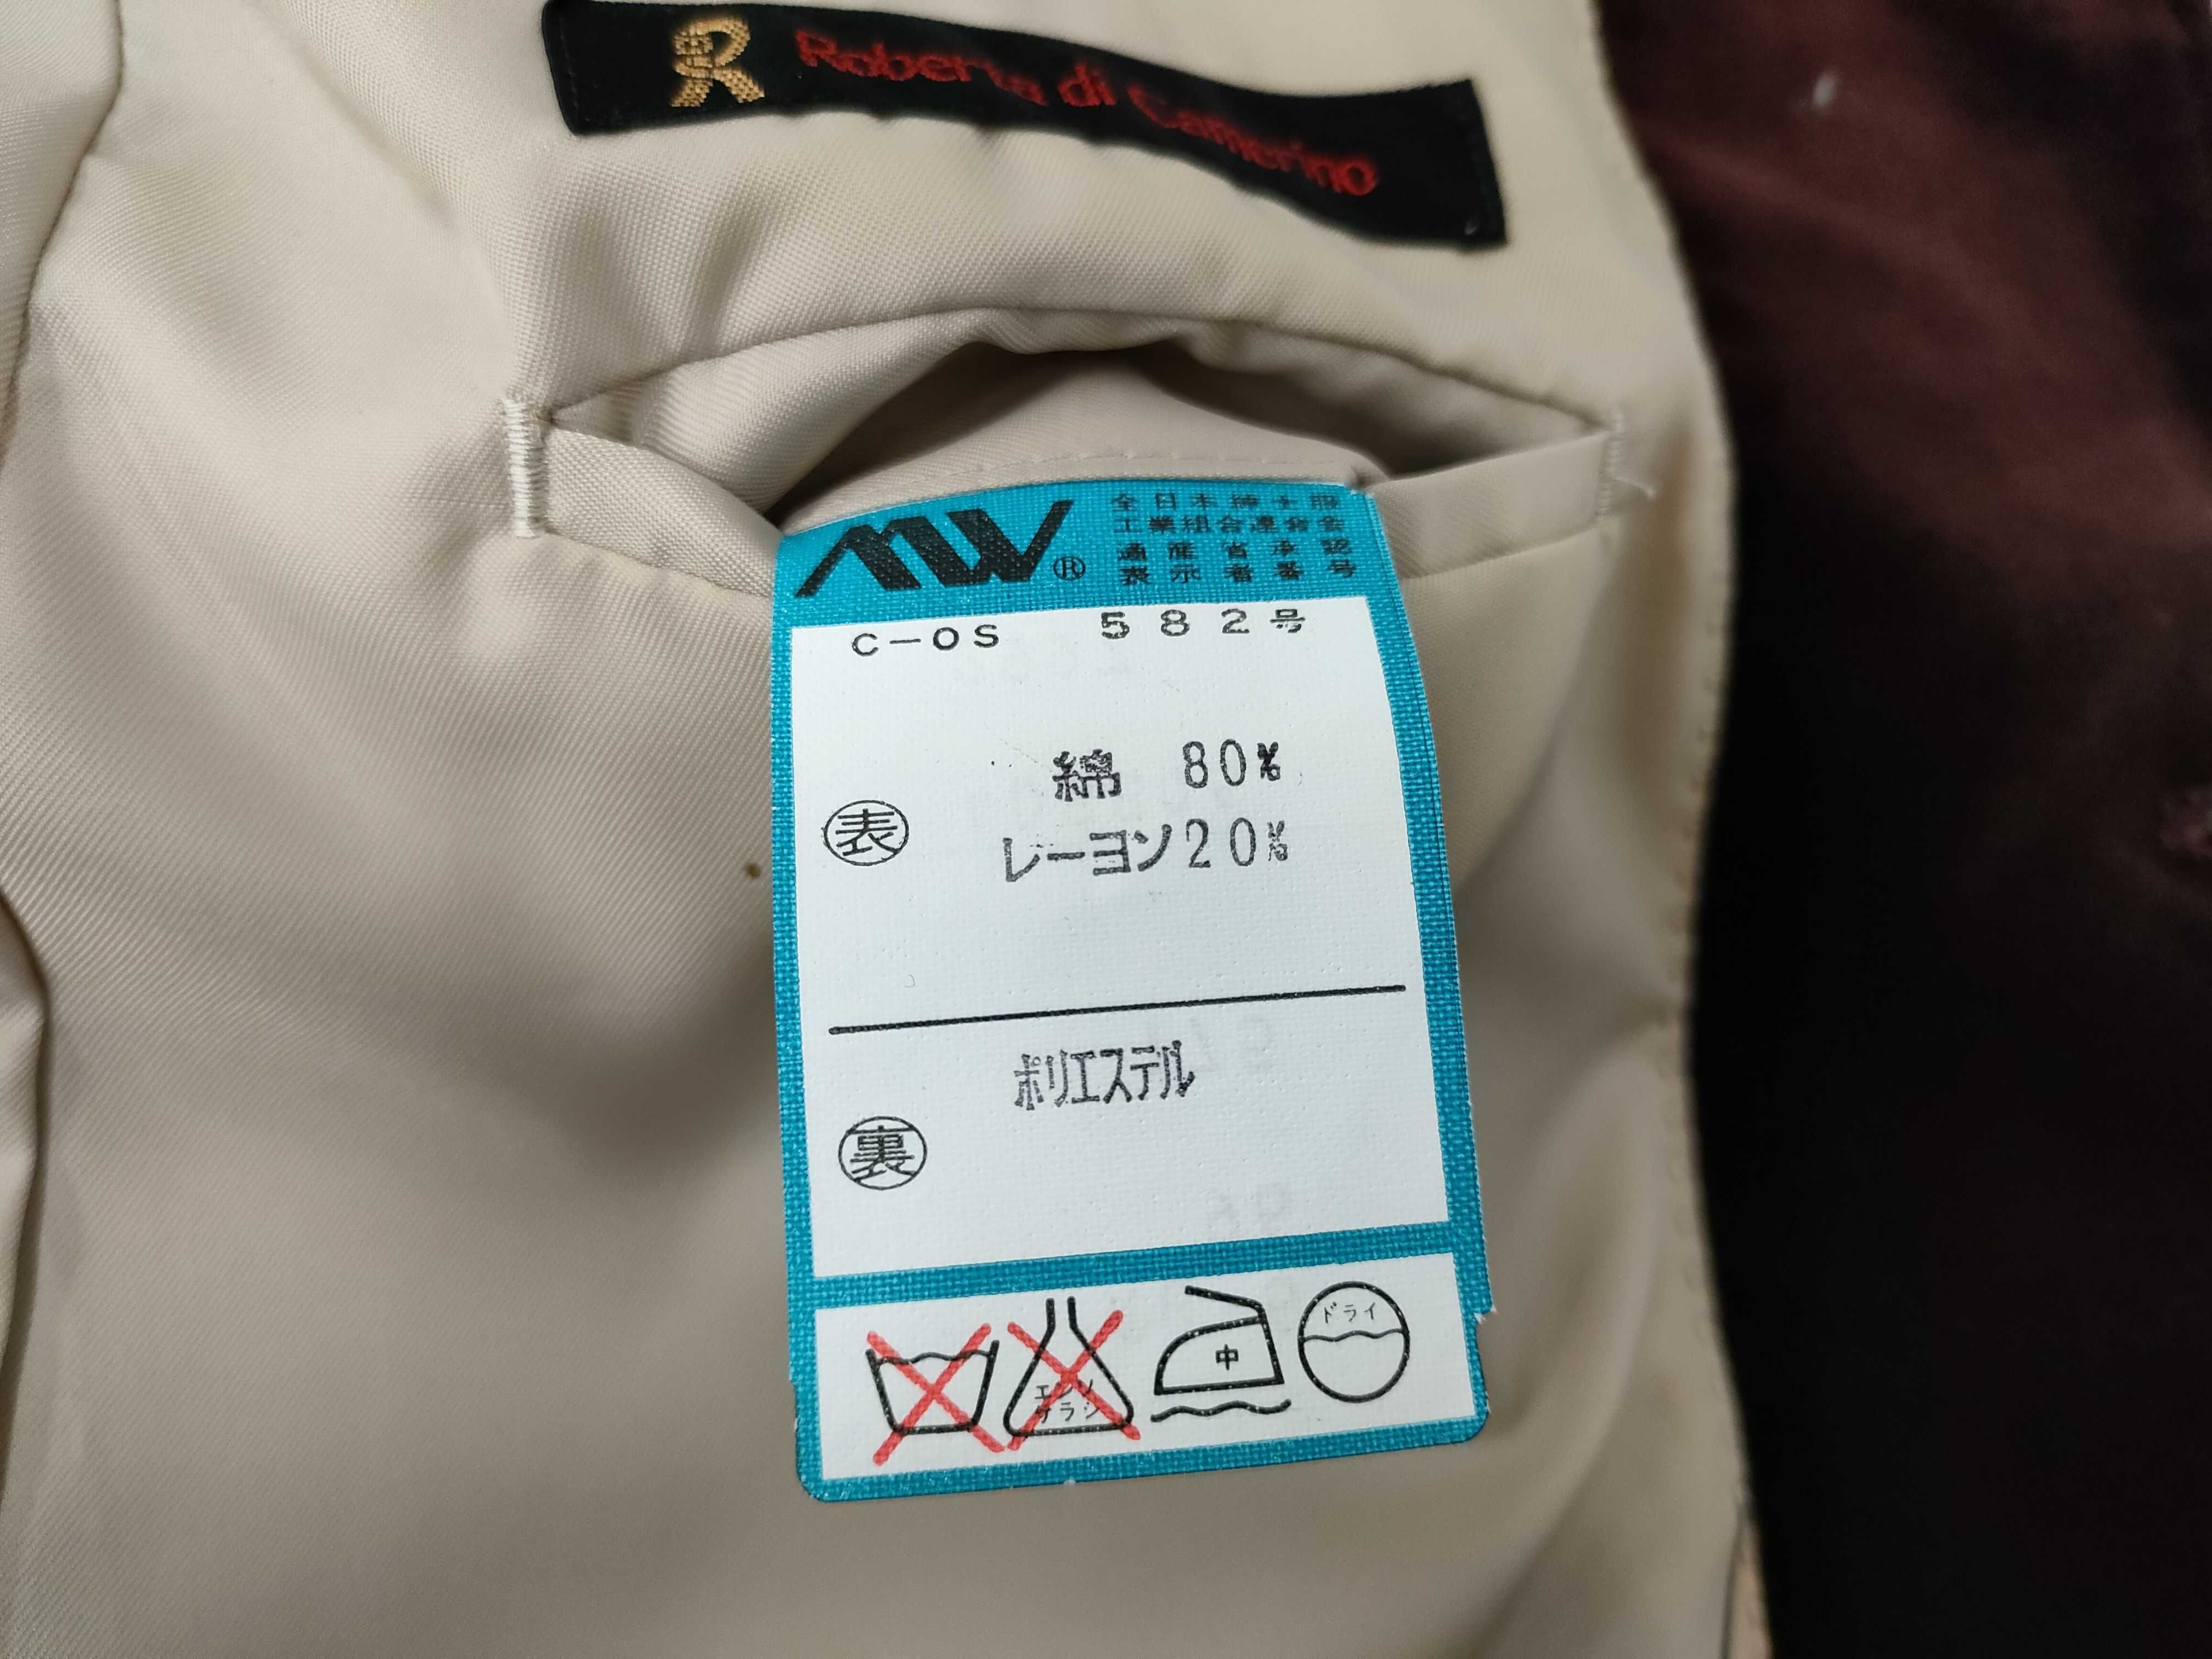 Roberta di Camerino
MW®
全日本紳士服
工業組合連合会
通産省承認
表示者番号
C-OS 582号
表
綿 80%
レーヨン20%
ポリエステル
裏
エンソ
サラシ
中
ドライ